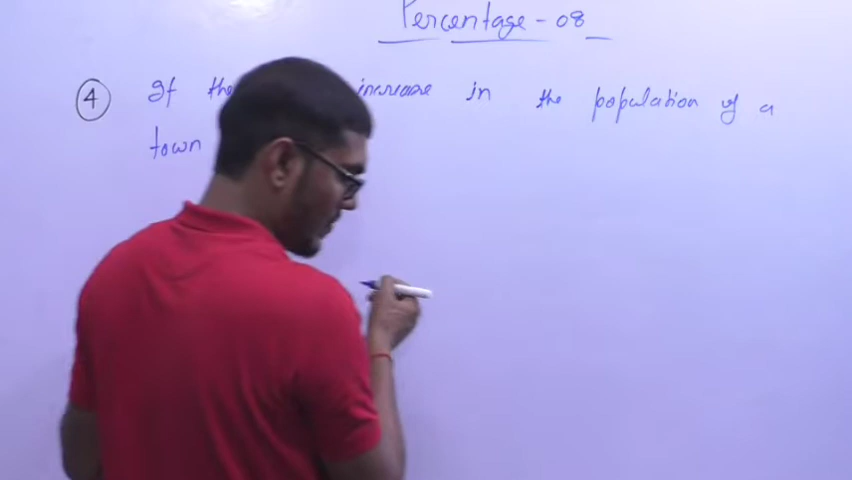 Percentage - 08
4 If the increase in the population of a
town